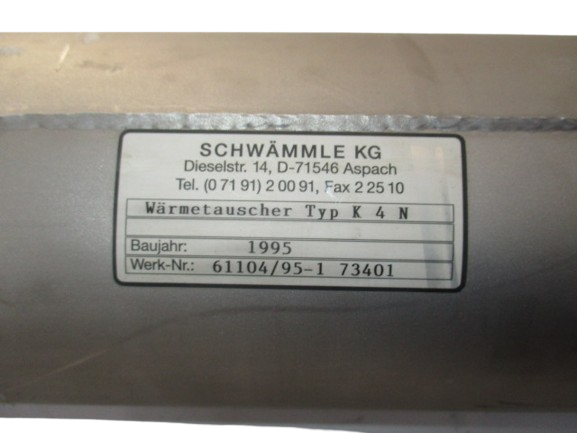 SCHWÄMMLE KG
Dieselstr. 14, D-71546 Aspach
Tel. (0 71 91) 2 00 91, Fax 2 25 10
Wärmetauscher Typ K 4 N
Baujahr: 1995
Werk-Nr.: 61104/95-1 73401